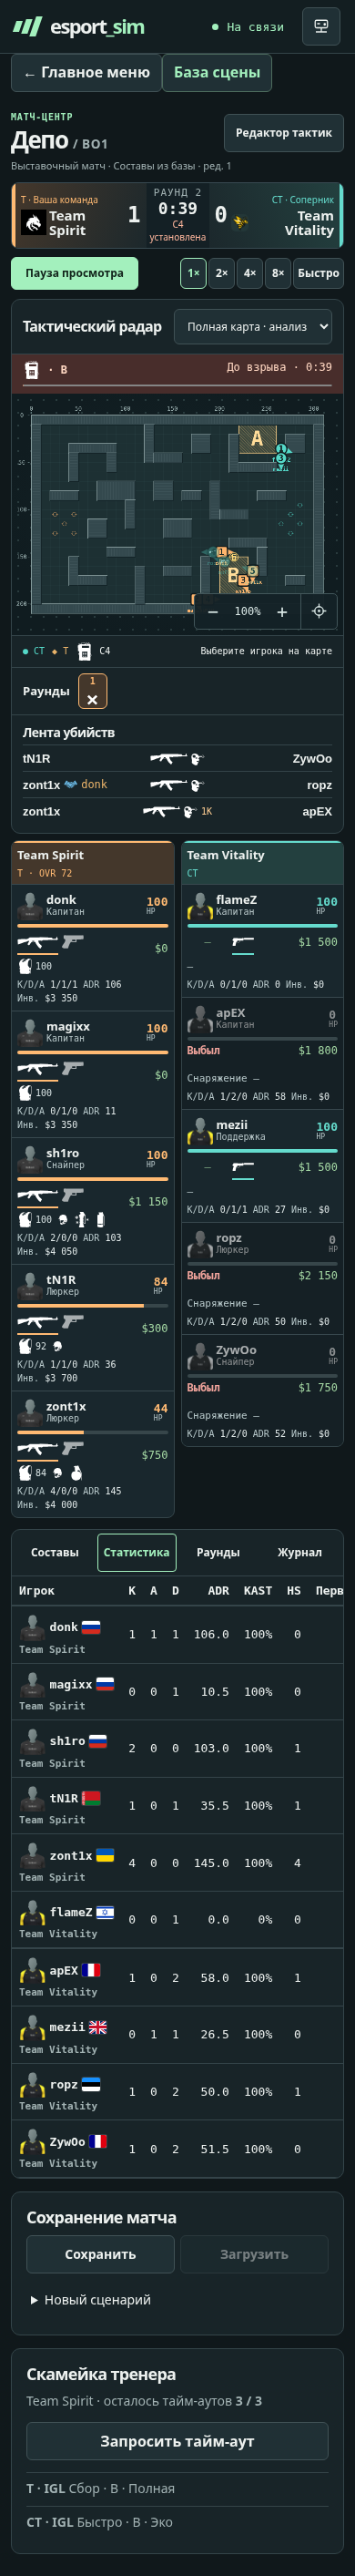 esport_sim
На связи
← Главное меню
База сцены
МАТЧ-ЦЕНТР
Депо / BO1
Редактор тактик
Выставочный матч · Составы из базы · ред. 1
T · Ваша команда
Team Spirit
1
РАУНД 2
0:39
C4 установлена
0
CT · Соперник
Team Vitality
Пауза просмотра
1×
2×
4×
8×
Быстро
Тактический радар
Полная карта · анализ
· B
До взрыва · 0:39
0 50 100 150 200 250 300
0
50
100
150
200
A
B
− 100% +
CT T C4
Выберите игрока на карте
Раунды
1
×
Лента убийств
tN1R ZywOo
zont1x donk ropz
zont1x 1K apEX
Team Spirit
T · OVR 72
donk
Капитан
100
HP
$0
100
K/D/A 1/1/1 ADR 106
Инв. $3 350
magixx
Капитан
100
HP
$0
100
K/D/A 0/1/0 ADR 11
Инв. $3 350
sh1ro
Снайпер
100
HP
$1 150
100
K/D/A 2/0/0 ADR 103
Инв. $4 050
tN1R
Люркер
84
HP
$300
92
K/D/A 1/1/0 ADR 36
Инв. $3 700
zont1x
Люркер
44
HP
$750
84
K/D/A 4/0/0 ADR 145
Инв. $4 000
Team Vitality
CT
flameZ
Капитан
100
HP
— $1 500
—
K/D/A 0/1/0 ADR 0 Инв. $0
apEX
Капитан
0
HP
Выбыл $1 800
Снаряжение —
K/D/A 1/2/0 ADR 58 Инв. $0
mezii
Поддержка
100
HP
— $1 500
—
K/D/A 0/1/1 ADR 27 Инв. $0
ropz
Люркер
0
HP
Выбыл $2 150
Снаряжение —
K/D/A 1/2/0 ADR 50 Инв. $0
ZywOo
Снайпер
0
HP
Выбыл $1 750
Снаряжение —
K/D/A 1/2/0 ADR 52 Инв. $0
Составы
Статистика
Раунды
Журнал
Игрок K A D ADR KAST HS Перв
donk 1 1 1 106.0 100% 0
Team Spirit
magixx 0 0 1 10.5 100% 0
Team Spirit
sh1ro 2 0 0 103.0 100% 1
Team Spirit
tN1R 1 0 1 35.5 100% 1
Team Spirit
zont1x 4 0 0 145.0 100% 4
Team Spirit
flameZ 0 0 1 0.0 0% 0
Team Vitality
apEX 1 0 2 58.0 100% 1
Team Vitality
mezii 0 1 1 26.5 100% 0
Team Vitality
ropz 1 0 2 50.0 100% 1
Team Vitality
ZywOo 1 0 2 51.5 100% 0
Team Vitality
Сохранение матча
Сохранить
Загрузить
▶ Новый сценарий
Скамейка тренера
Team Spirit · осталось тайм-аутов 3 / 3
Запросить тайм-аут
T · IGL Сбор · B · Полная
CT · IGL Быстро · B · Эко